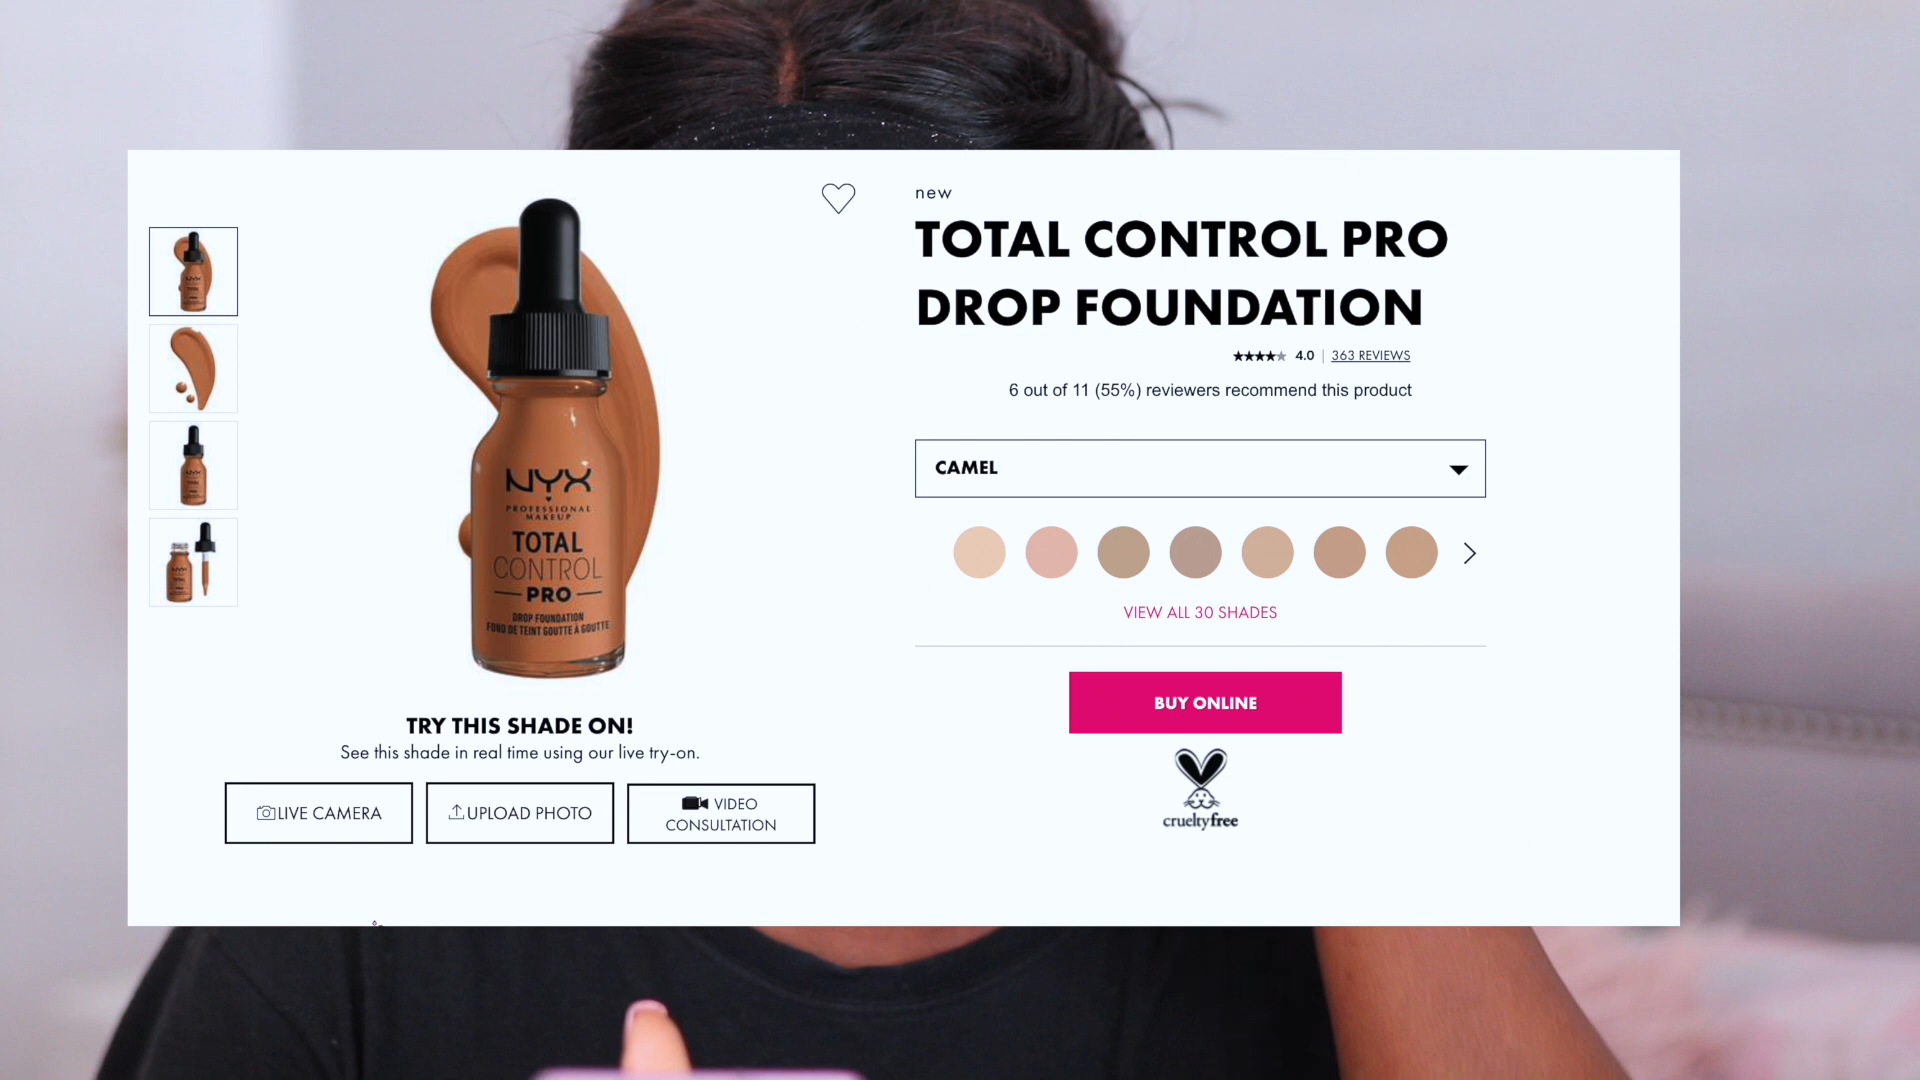 new
TOTAL CONTROL PRO
DROP FOUNDATION
4.0 | 363 REVIEWS
6 out of 11 (55%) reviewers recommend this product
CAMEL
VIEW ALL 30 SHADES
BUY ONLINE
crueltyfree
NYX
PROFESSIONAL
MAKEUP
TOTAL
CONTROL
PRO
DROP FOUNDATION
FOND DE TEINT GOUTTE À GOUTTE
TRY THIS SHADE ON!
See this shade in real time using our live try-on.
LIVE CAMERA
UPLOAD PHOTO
VIDEO
CONSULTATION